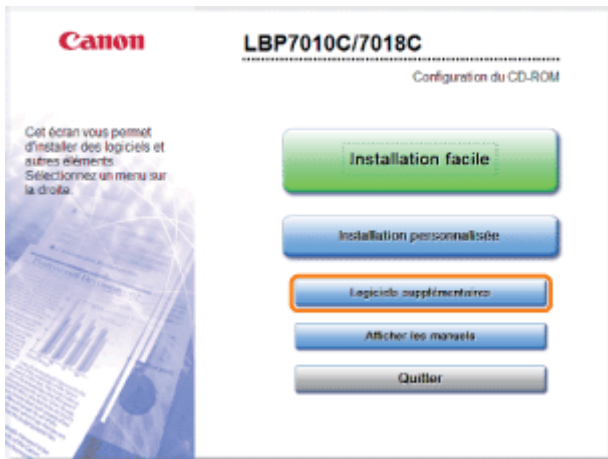 Canon
LBP7010C/7018C
Configuration du CD-ROM
Cet écran vous permet
d'installer des logiciels et
autres éléments.
Sélectionnez un menu sur
la droite.
Installation facile
Installation personnalisée
Logiciels supplémentaires
Afficher les manuels
Quitter